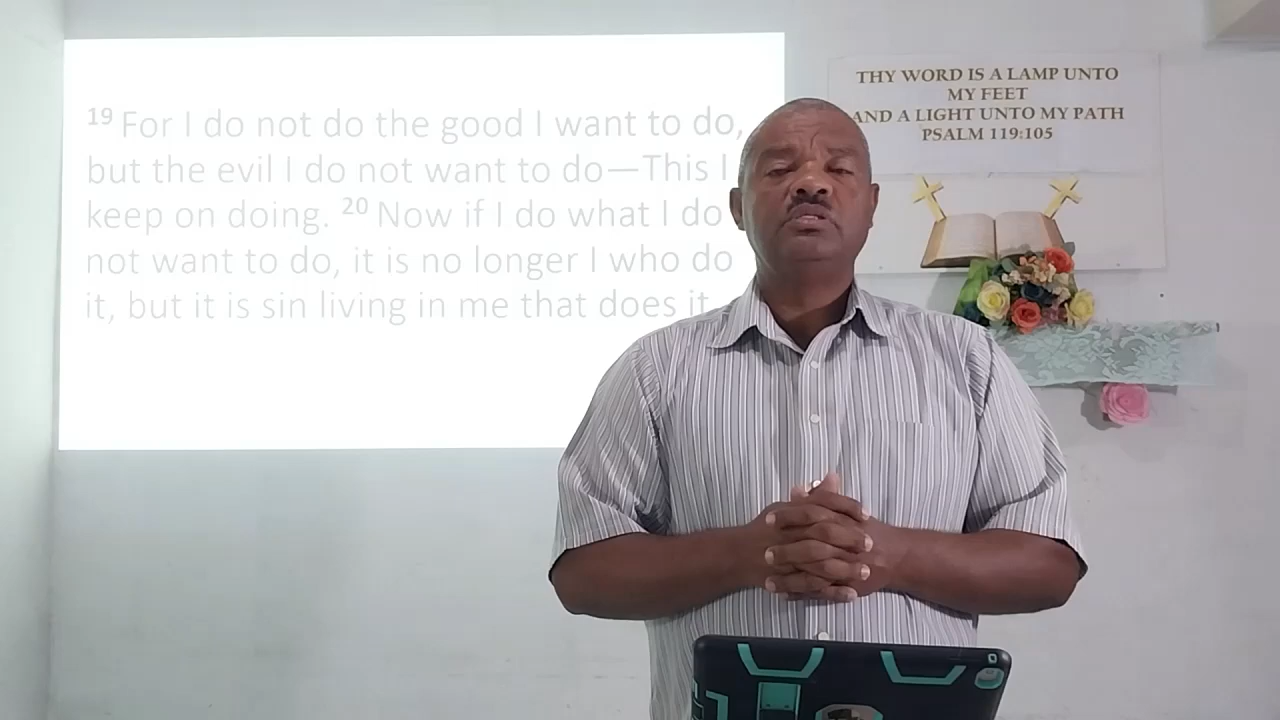 19 For I do not do the good I want to do,
but the evil I do not want to do—This I
keep on doing. 20 Now if I do what I do
not want to do, it is no longer I who do
it, but it is sin living in me that does it
THY WORD IS A LAMP UNTO
MY FEET
AND A LIGHT UNTO MY PATH
PSALM 119:105